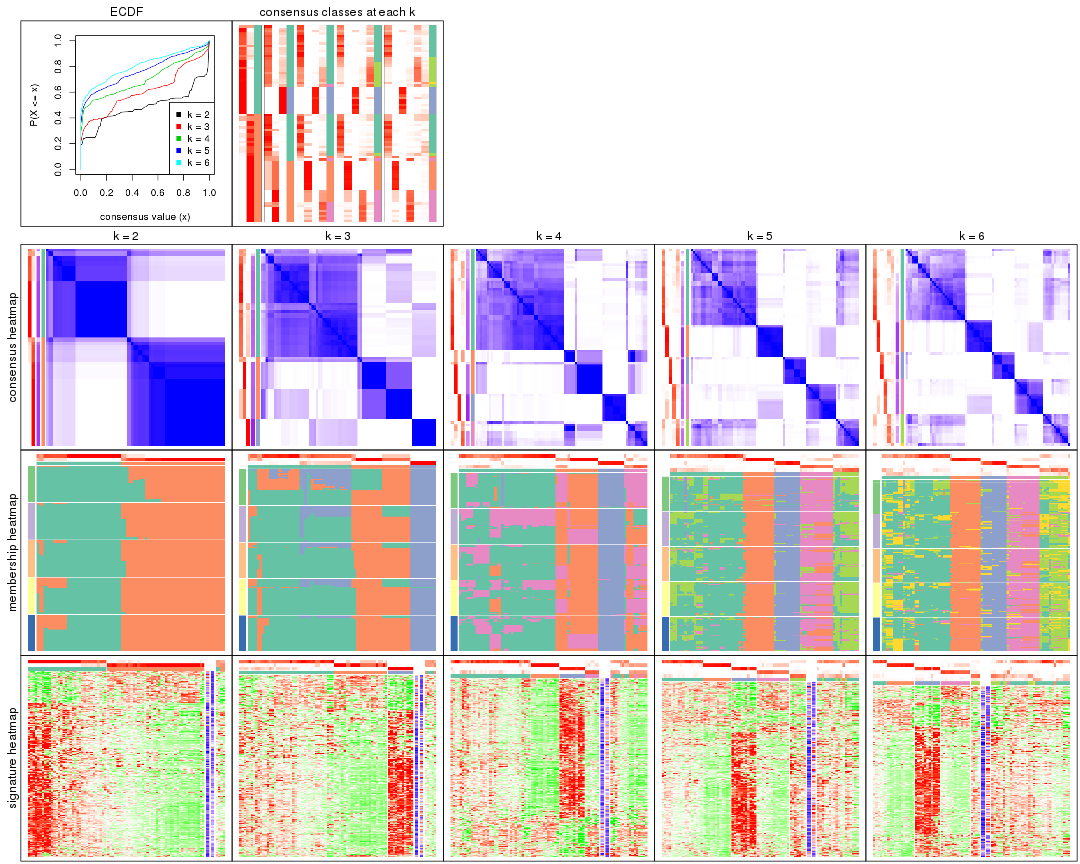 ECDF
consensus classes at each k
P(X <= x)
0.0 0.2 0.4 0.6 0.8 1.0
k = 2
k = 3
k = 4
k = 5
k = 6
0.0 0.2 0.4 0.6 0.8 1.0
consensus value (x)
k = 2 k = 3 k = 4 k = 5 k = 6
consensus heatmap
membership heatmap
signature heatmap